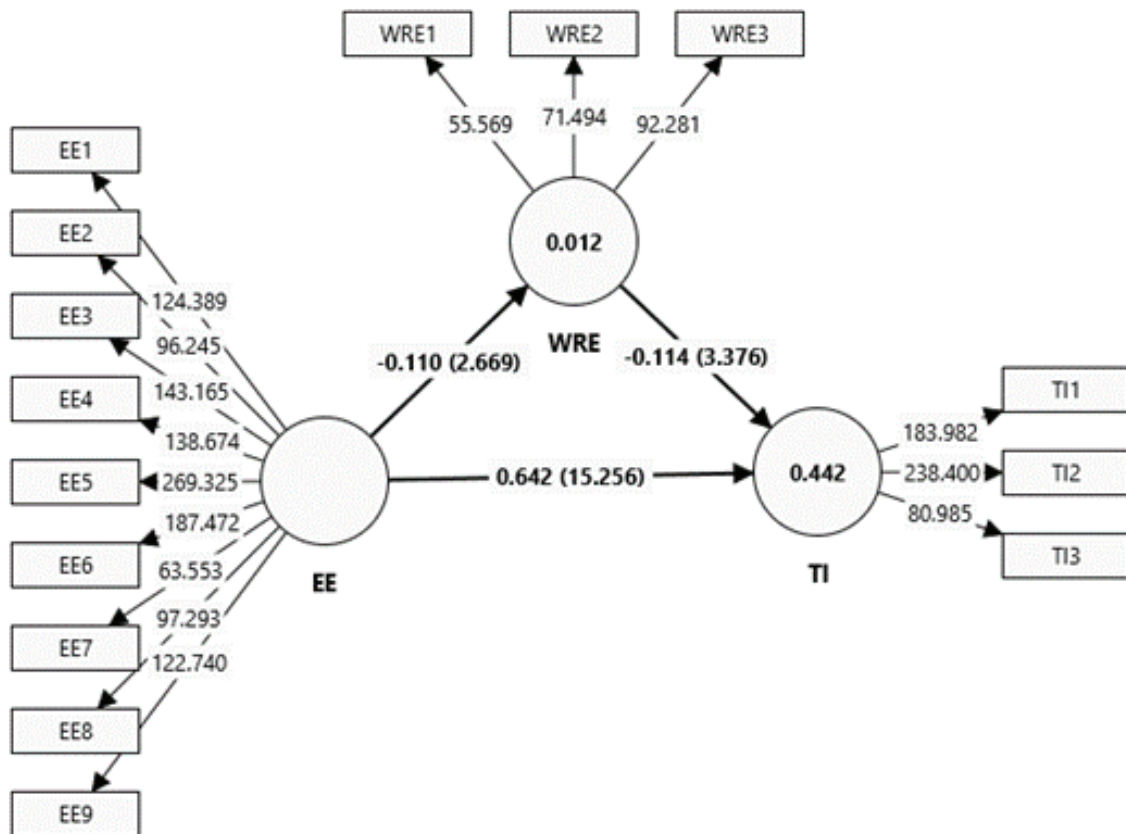 WRE1 WRE2 WRE3
55.569 71.494 92.281
EE1
EE2
EE3
EE4
EE5
EE6
EE7
EE8
EE9
124.389
96.245
143.165
138.674
269.325
187.472
63.553
97.293
122.740
0.012
WRE
-0.110 (2.669)
-0.114 (3.376)
0.642 (15.256)
EE
0.442
TI
183.982
238.400
80.985
TI1
TI2
TI3